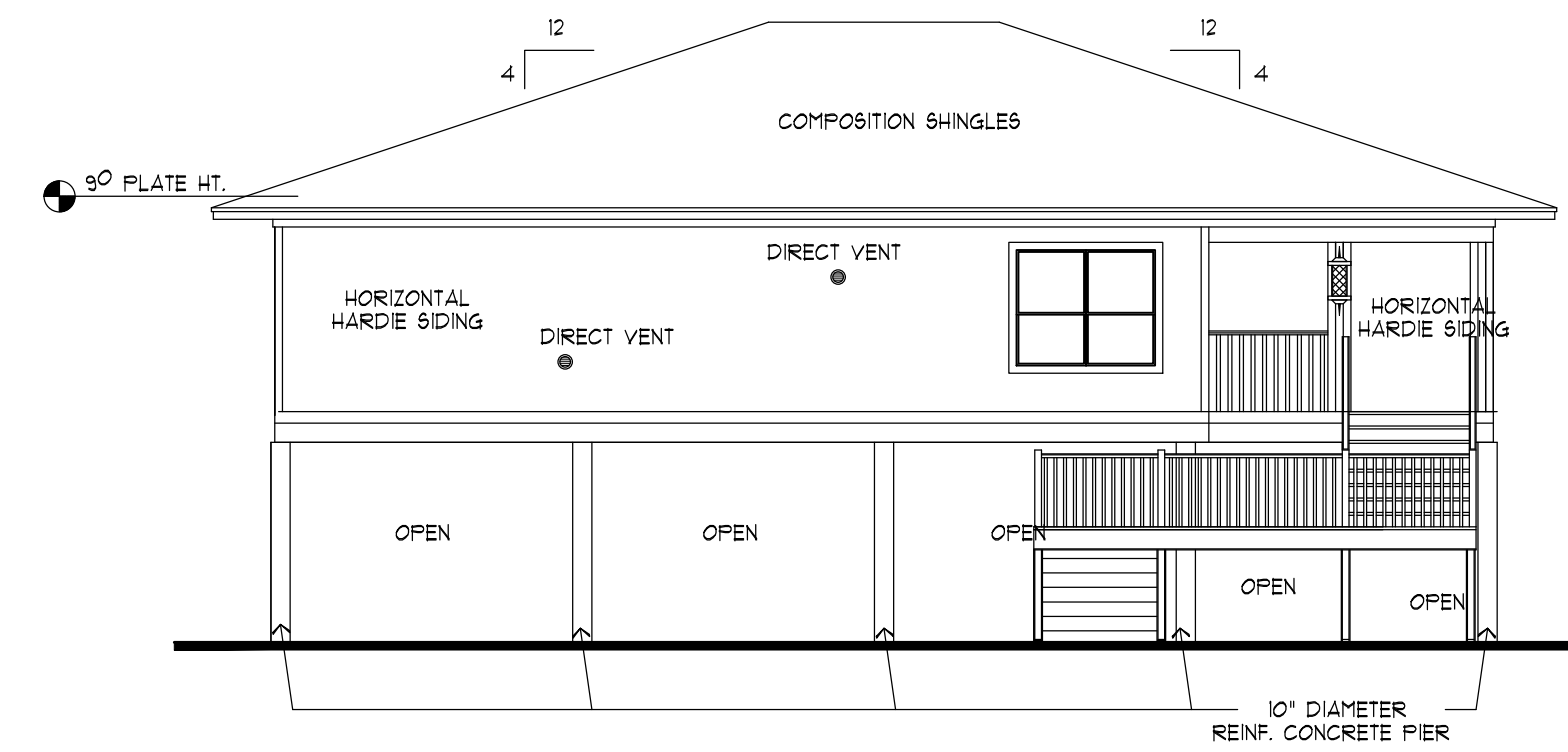 12
12
4
4
COMPOSITION SHINGLES
9⁰ PLATE HT.
DIRECT VENT
HORIZONTAL
HARDIE SIDING
HORIZONTAL
HARDIE SIDING
DIRECT VENT
OPEN
OPEN
OPEN
OPEN
OPEN
10" DIAMETER
REINF. CONCRETE PIER